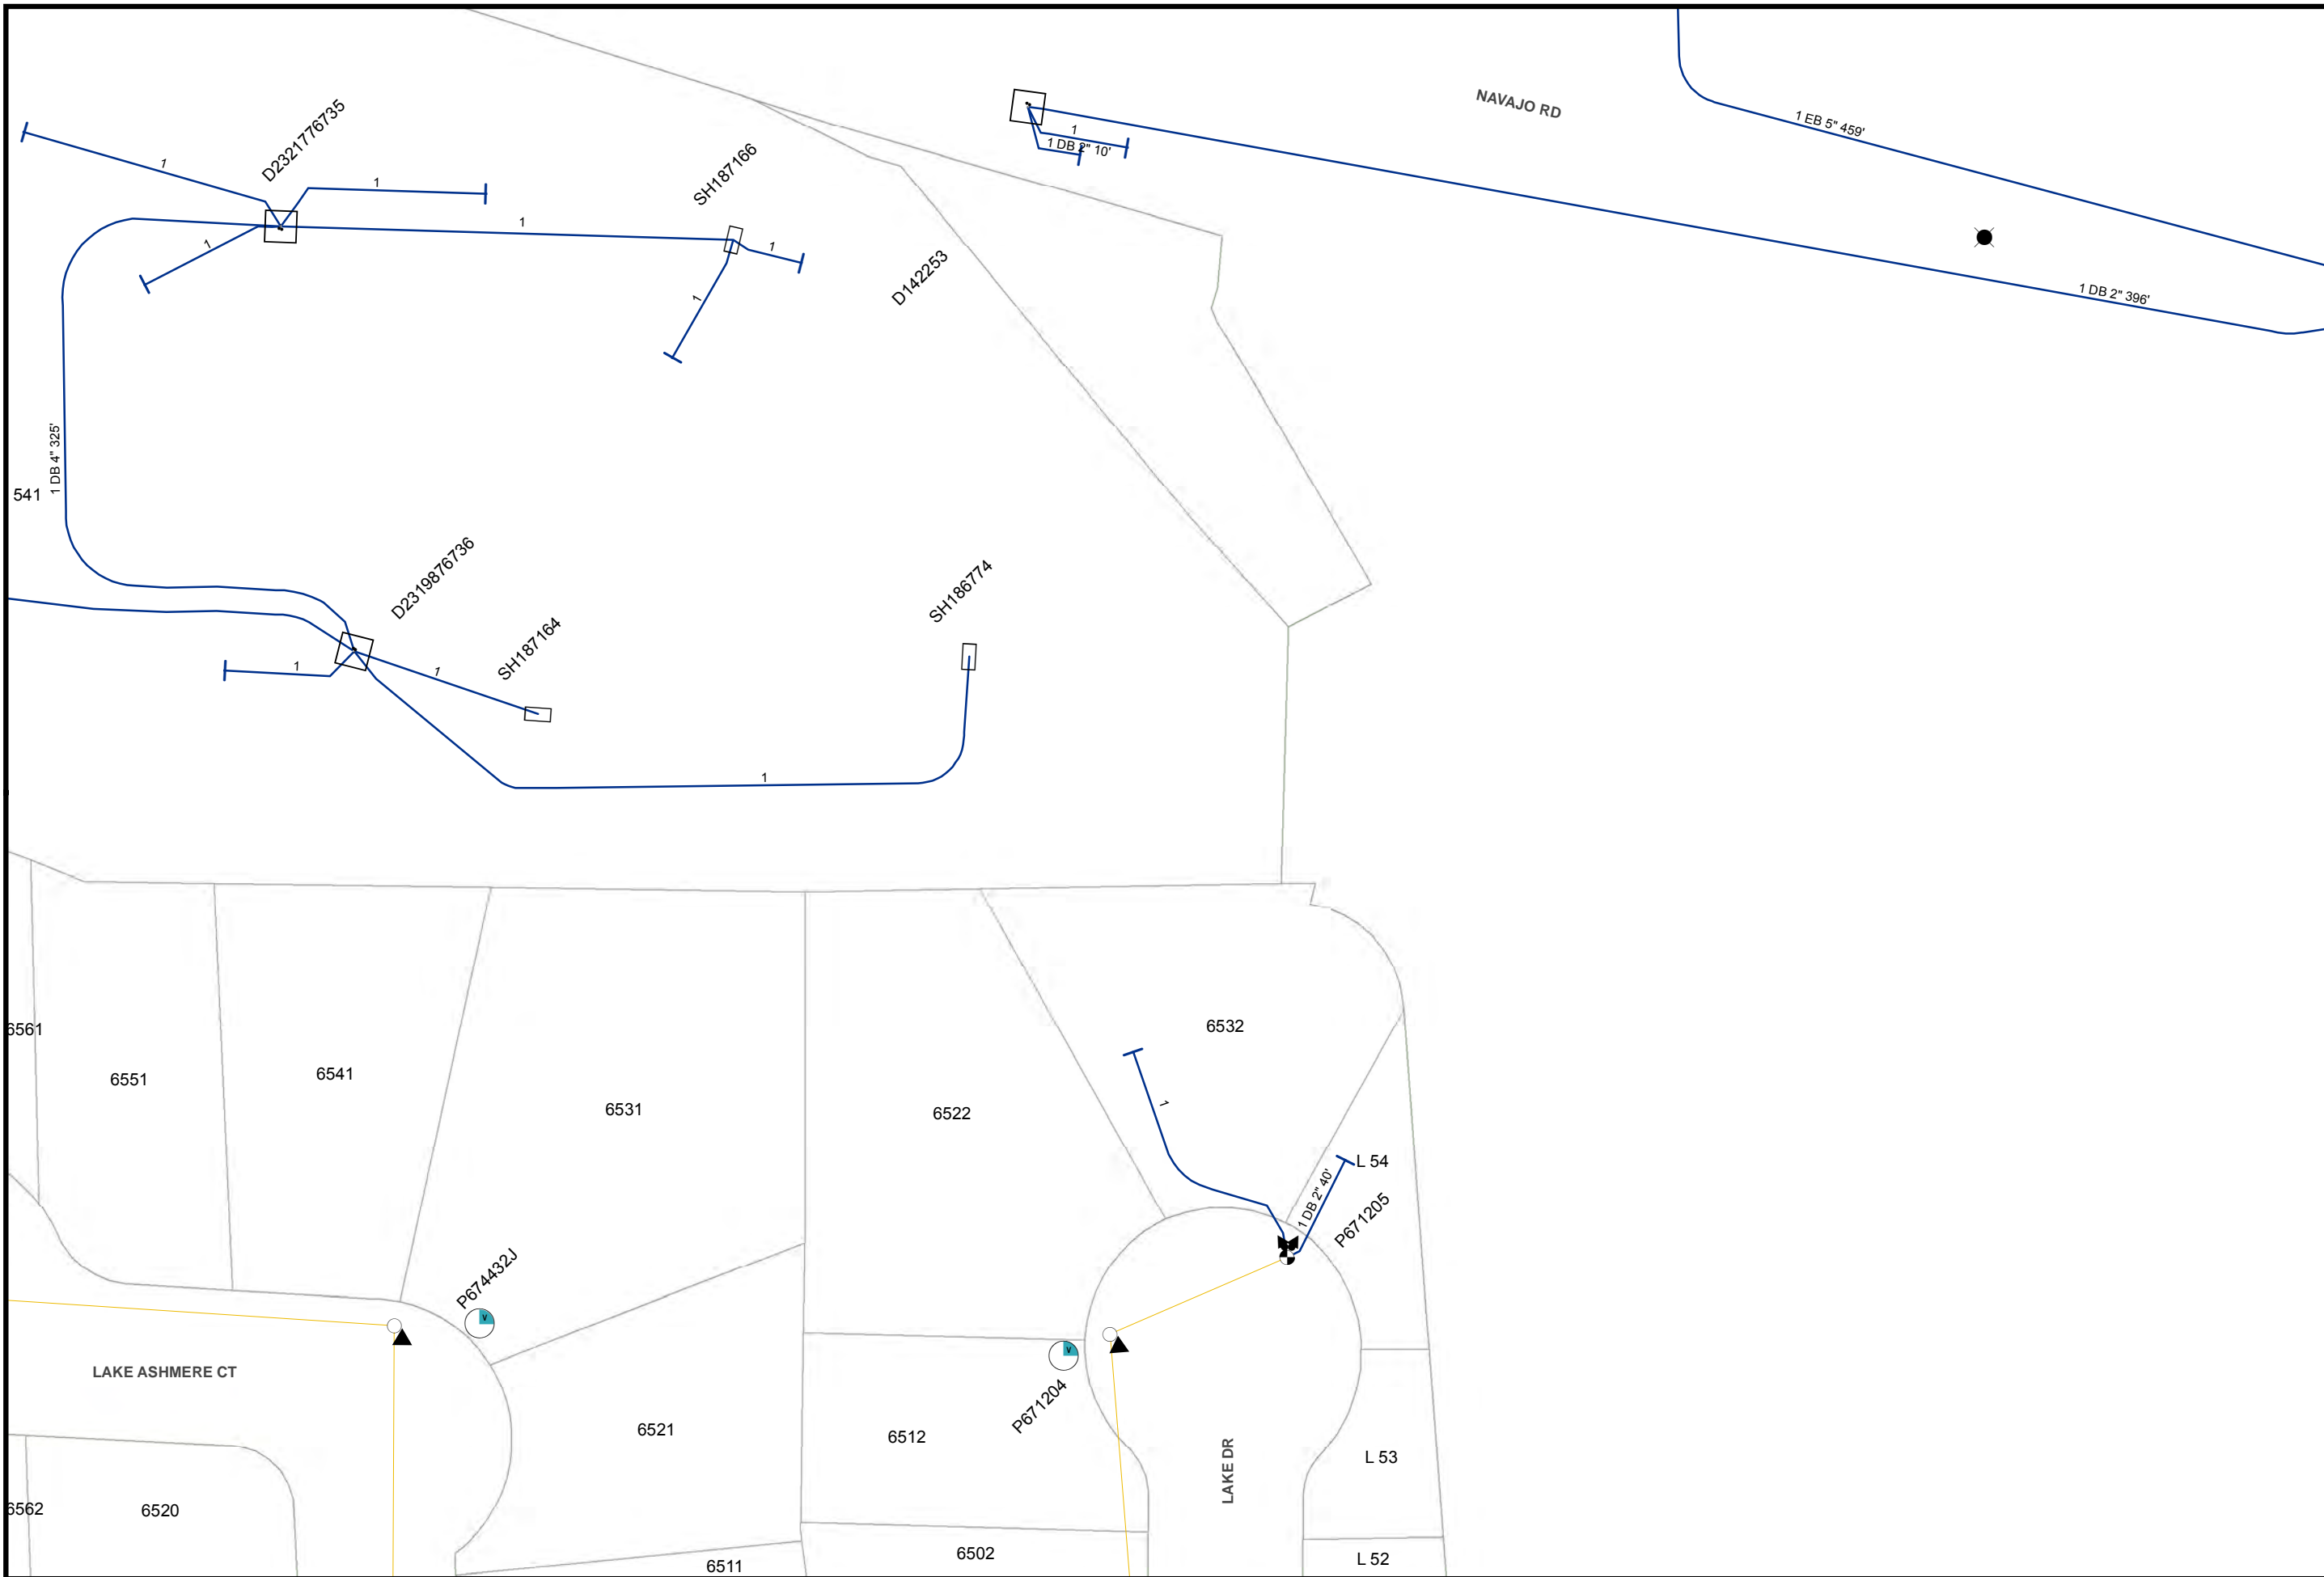 NAVAJO RD
1 EB 5" 459'
D2321776735
1
1 DB 2" 10'
SH187166
1
1
1
1
1
D142253
1
1 DB 2" 396'
1 DB 4" 325'
541
D2319876736
SH186774
SH187164
1
1
1
6561
6551
6541
6531
6522
6532
1
L 54
1 DB 2" 40'
P671205
P674432J
V
V
LAKE ASHMERE CT
P671204
6521
6512
LAKE DR
L 53
6562
6520
6511
6502
L 52